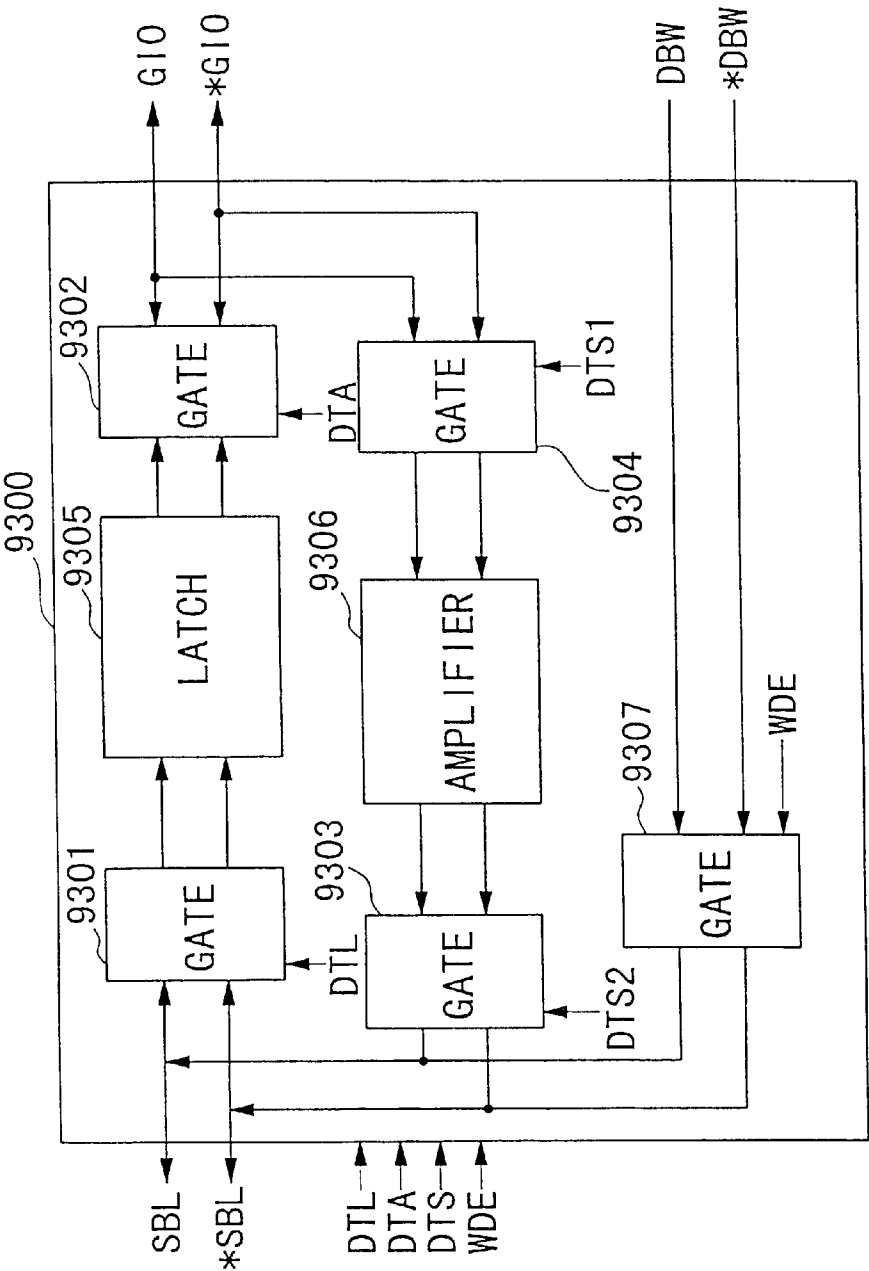 9300
SBL
*SBL
9301
GATE
DTL
9305
LATCH
9302
GATE
DTA
GIO
*GIO
9303
GATE
DTS2
9306
AMPLIFIER
GATE
9304
DTS1
DTL
DTA
DTS
WDE
9307
GATE
WDE
DBW
*DBW